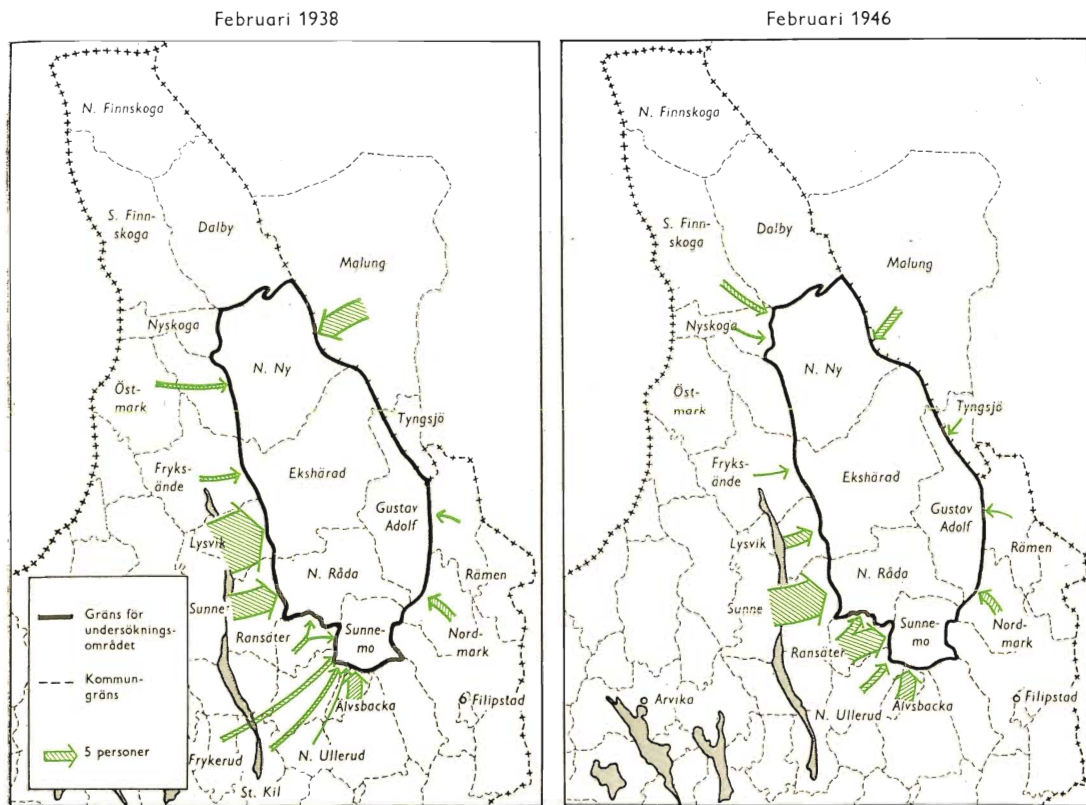 Februari 1938
N. Finnskoga
S. Finn-
skoga
Dalby
Malung
Nyskoga
N. Ny
Öst-
mark
Tyngsjö
Fryks-
ände
Ekshärad
Gustav
Adolf
Lysvik
N. Råda
Rämen
Sunne
Ransäter
Sunne-
mo
Nord-
mark
Älvsbacka
Filipstad
Frykerud
N. Ullerud
St. Kil
Gräns för
undersöknings-
området
Kommun-
gräns
5 personer
Februari 1946
N. Finnskoga
S. Finn-
skoga
Dalby
Malung
Nyskoga
N. Ny
Öst-
mark
Tyngsjö
Fryks-
ände
Ekshärad
Gustav
Adolf
Lysvik
Rämen
N. Råda
Sunne
Sunne-
mo
Nord-
mark
Ransäter
Arvika
N. Ullerud
Älvsbacka
Filipstad